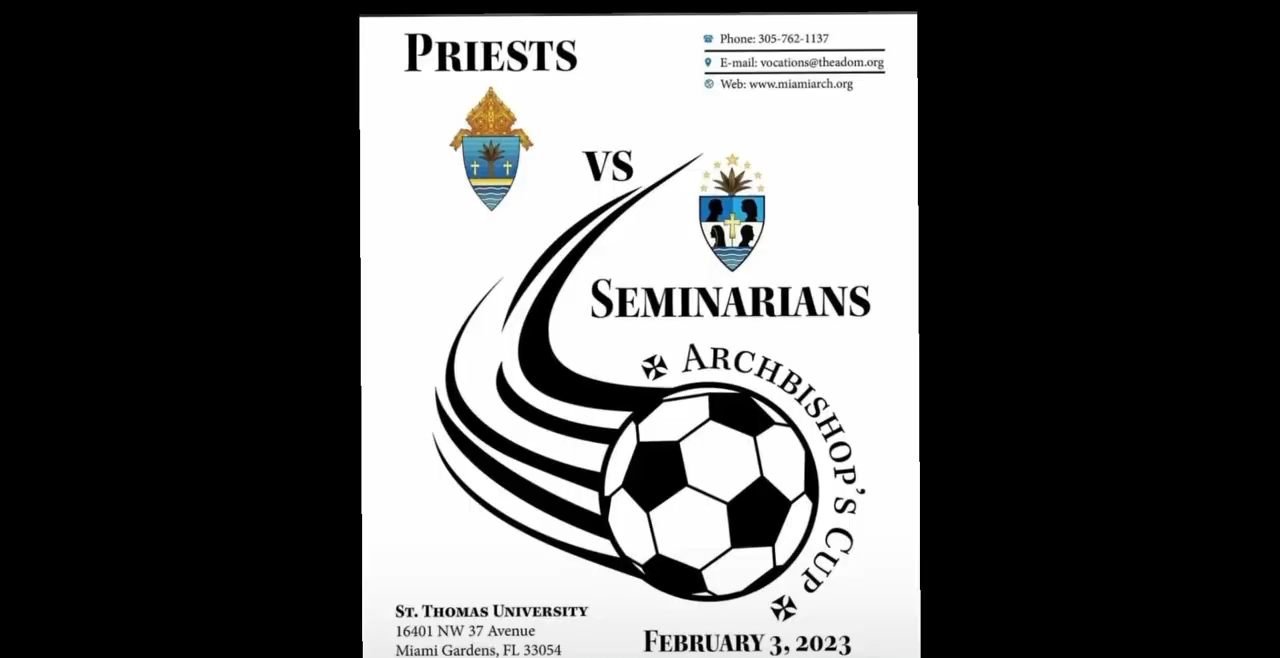 PRIESTS
Phone: 305-762-1137
E-mail: vocations@theadom.org
Web: www.miamiarch.org
VS
SEMINARIANS
ARCHBISHOP'S CUP
ST. THOMAS UNIVERSITY
16401 NW 37 Avenue
Miami Gardens, FL 33054
FEBRUARY 3, 2023